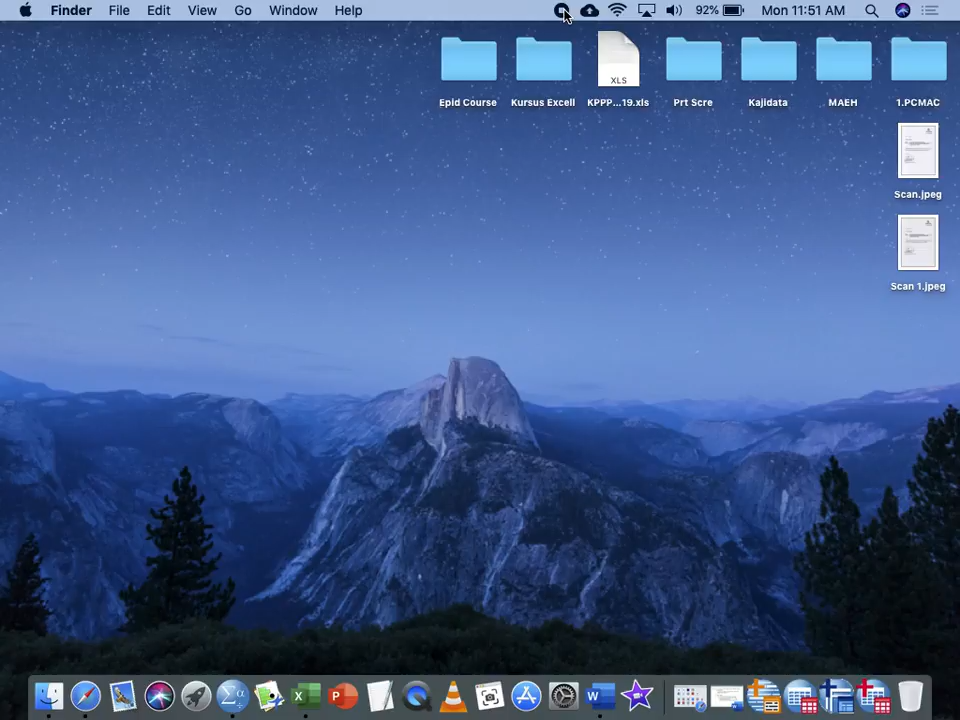 Finder File Edit View Go Window Help 92% Mon 11:51 AM
XLS
Epid Course Kursus Excell KPPP...19.xls Prt Scre Kajidata MAEH 1.PCMAC
Scan.jpeg
Scan 1.jpeg